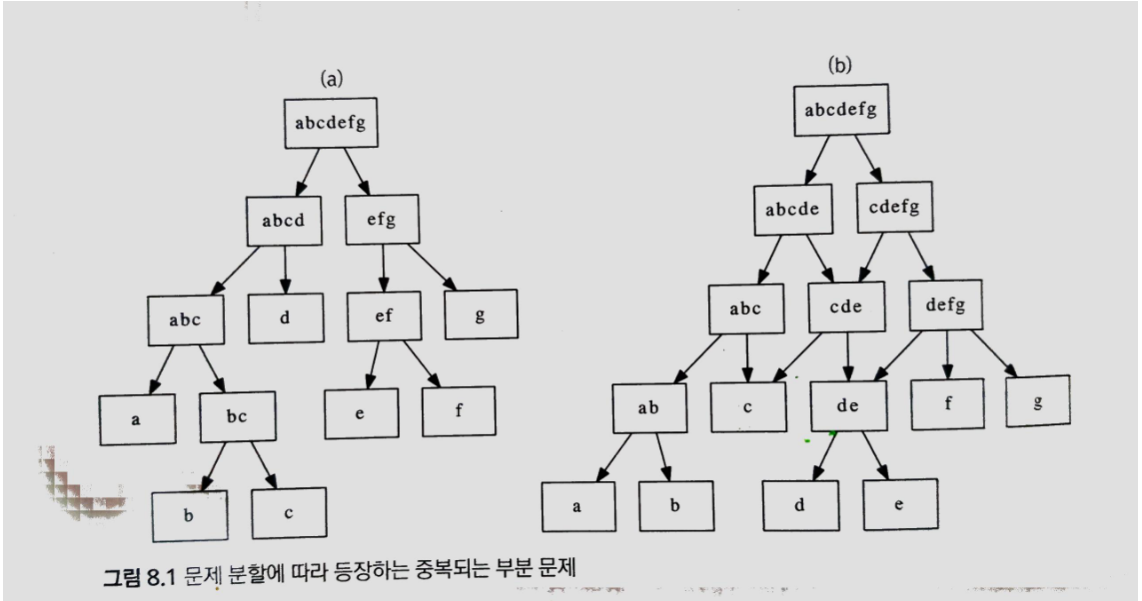 (a)
(b)
abcdefg
abcdefg
abcd
efg
abcde
cdefg
abc
d
ef
g
abc
cde
defg
a
bc
e
f
ab
c
de
f
g
b
c
a
b
d
e
그림 8.1 문제 분할에 따라 등장하는 중복되는 부분 문제